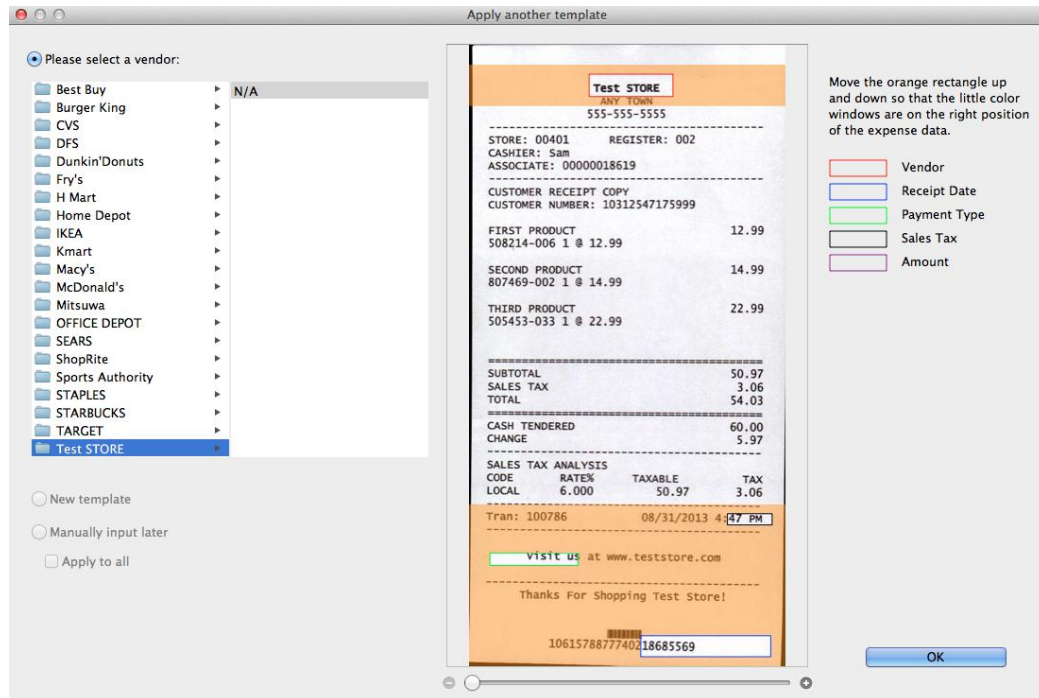 Apply another template
Please select a vendor:
Best Buy
Burger King
CVS
DFS
Dunkin'Donuts
Fry's
H Mart
Home Depot
IKEA
Kmart
Macy's
McDonald's
Mitsuwa
OFFICE DEPOT
SEARS
ShopRite
Sports Authority
STAPLES
STARBUCKS
TARGET
Test STORE
N/A
New template
Manually input later
Apply to all
Test STORE
ANY TOWN
555-555-5555
STORE: 00401 REGISTER: 002
CASHIER: Sam
ASSOCIATE: 00000018619
CUSTOMER RECEIPT COPY
CUSTOMER NUMBER: 10312547175999
FIRST PRODUCT 12.99
508214-006 1 @ 12.99
SECOND PRODUCT 14.99
807469-002 1 @ 14.99
THIRD PRODUCT 22.99
505453-033 1 @ 22.99
SUBTOTAL 50.97
SALES TAX 3.06
TOTAL 54.03
CASH TENDERED 60.00
CHANGE 5.97
SALES TAX ANALYSIS
CODE RATE% TAXABLE TAX
LOCAL 6.000 50.97 3.06
Tran: 100786 08/31/2013 4:47 PM
Visit us at www.teststore.com
Thanks For Shopping Test Store!
1061578877740218685569
Move the orange rectangle up
and down so that the little color
windows are on the right position
of the expense data.
Vendor
Receipt Date
Payment Type
Sales Tax
Amount
OK